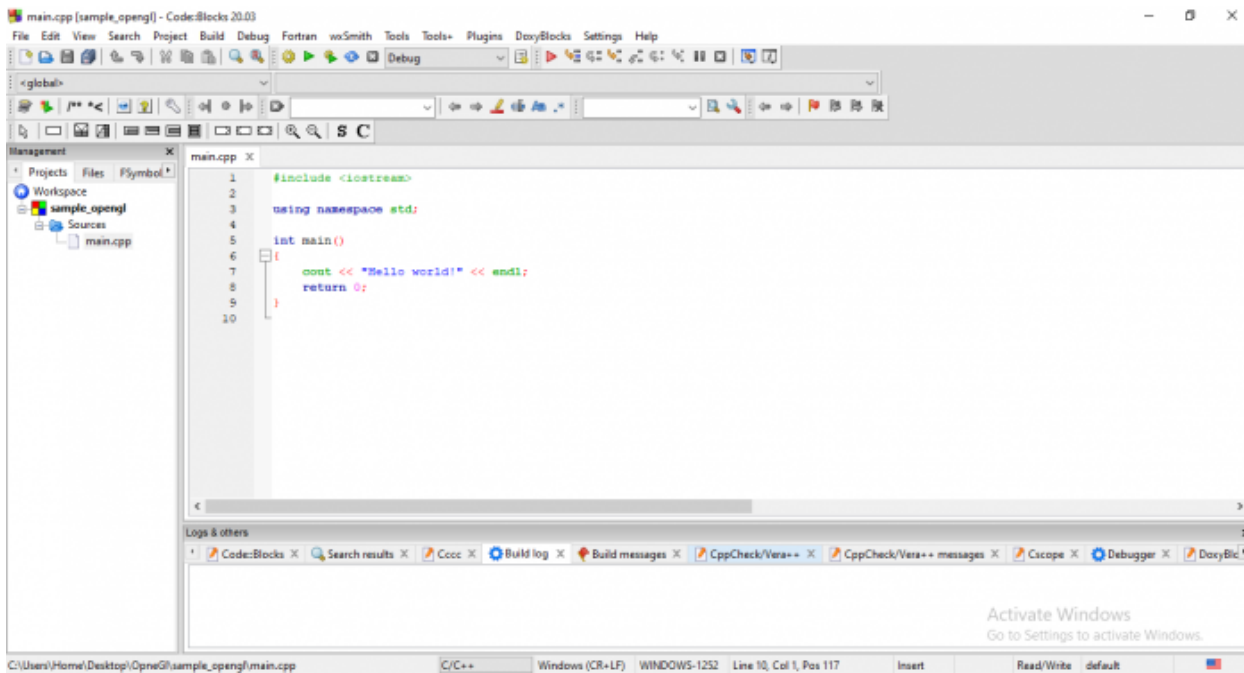 main.cpp [sample_opengl] - Code::Blocks 20.03
File Edit View Search Project Build Debug Fortran wxSmith Tools Tools+ Plugins DoxyBlocks Settings Help
Debug
<global>
/** *<
.*
S C
Management
main.cpp
Projects Files FSymbol
Workspace
sample_opengl
Sources
main.cpp
1 #include <iostream>
2
3 using namespace std;
4
5 int main()
6 {
7 cout << "Hello world!" << endl;
8 return 0;
9 }
10
Logs & others
Code::Blocks Search results Cccc Build log Build messages CppCheck/Vera++ CppCheck/Vera++ messages Cscope Debugger DoxyBlc
Activate Windows
Go to Settings to activate Windows.
C:\Users\Home\Desktop\OpneGl\sample_opengl\main.cpp C/C++ Windows (CR+LF) WINDOWS-1252 Line 10, Col 1, Pos 117 Insert Read/Write default